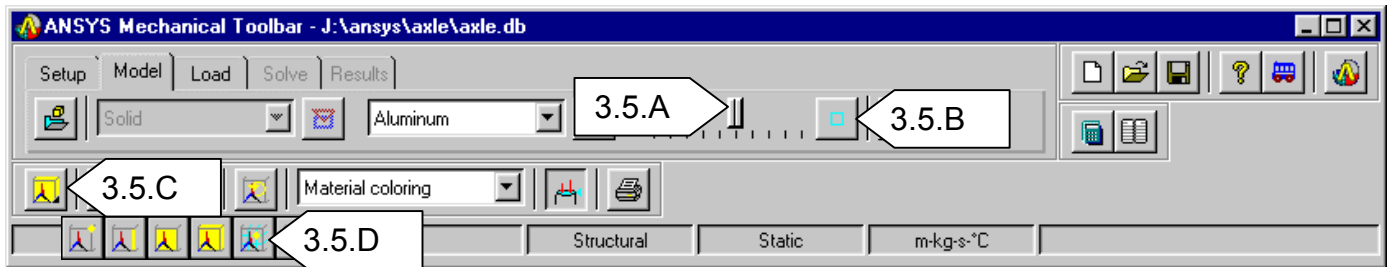 ANSYS Mechanical Toolbar - J:\ansys\axle\axle.db
Setup Model Load Solve Results
Solid Aluminum 3.5.A 3.5.B
3.5.C Material coloring
3.5.D Structural Static m-kg-s-°C